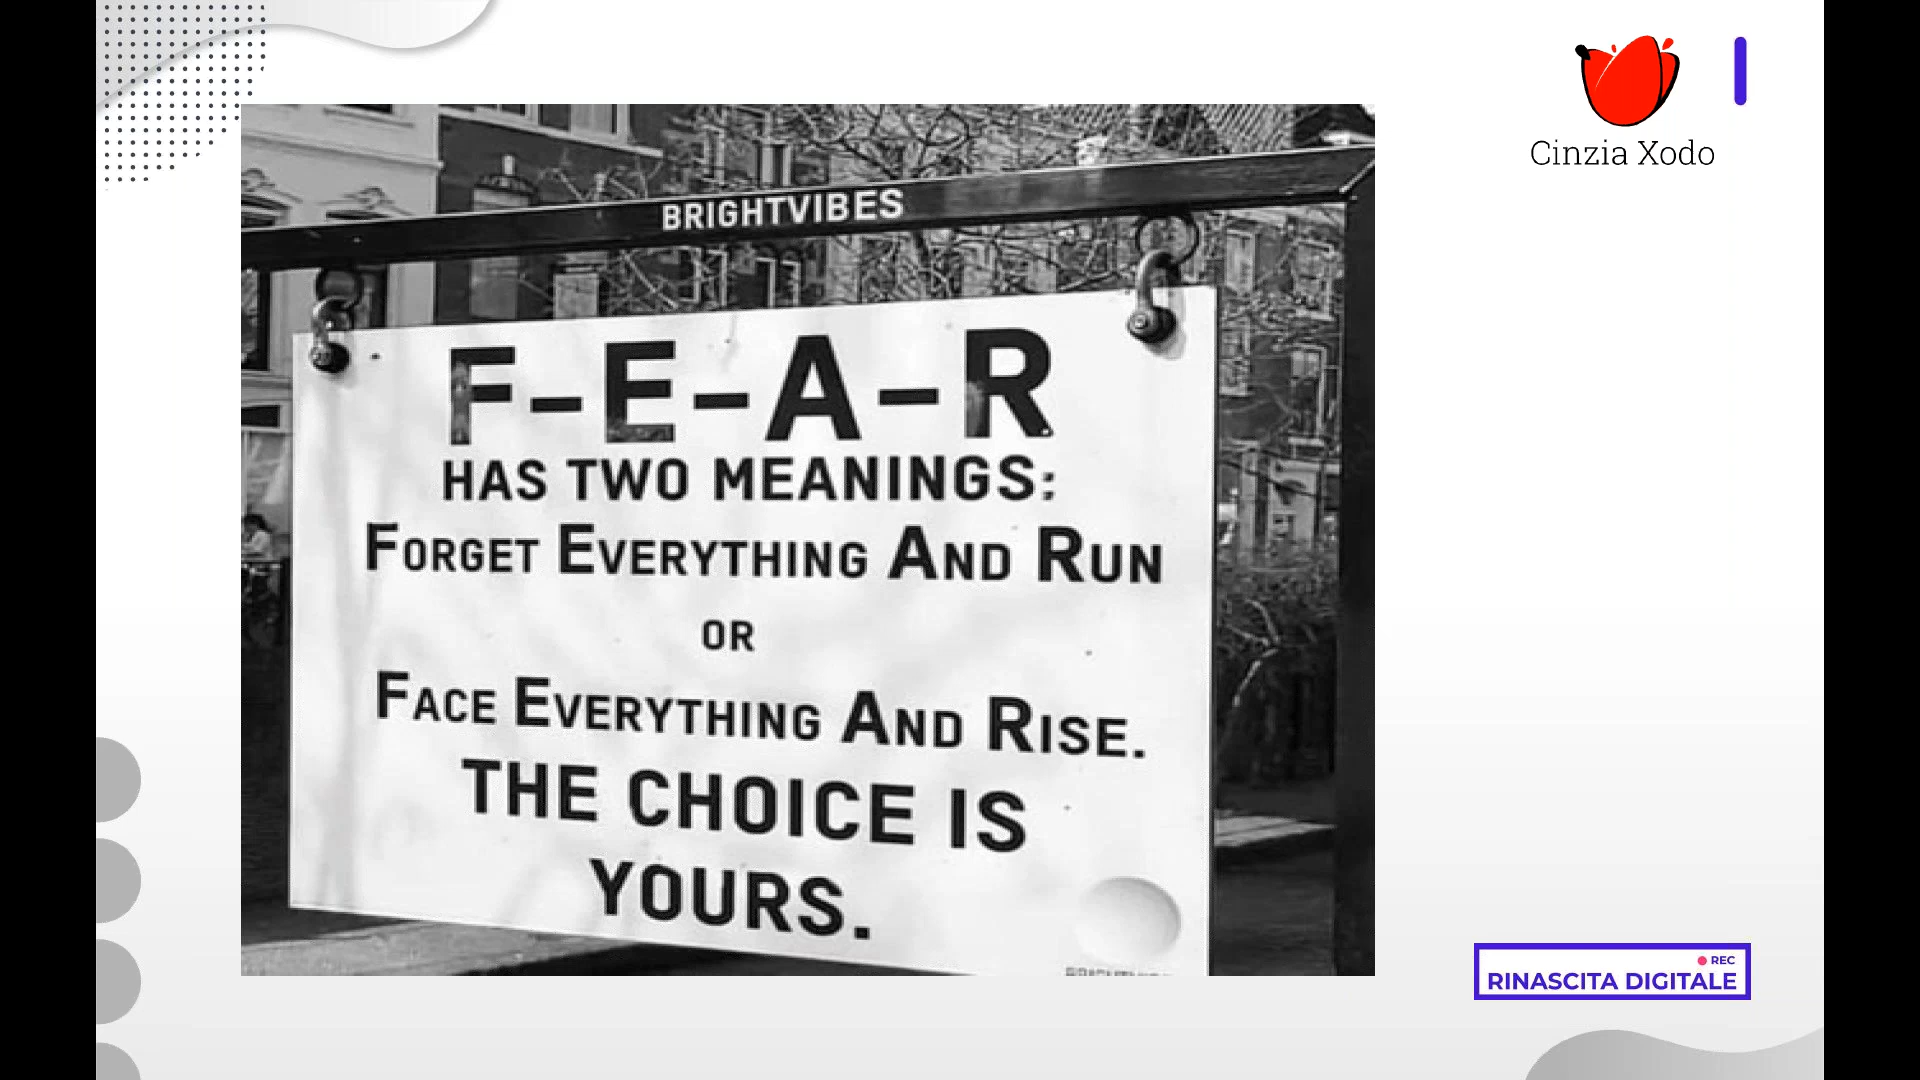 Cinzia Xodo
BRIGHTVIBES
F-E-A-R
HAS TWO MEANINGS:
FORGET EVERYTHING AND RUN
OR
FACE EVERYTHING AND RISE.
THE CHOICE IS
YOURS.
REC
RINASCITA DIGITALE